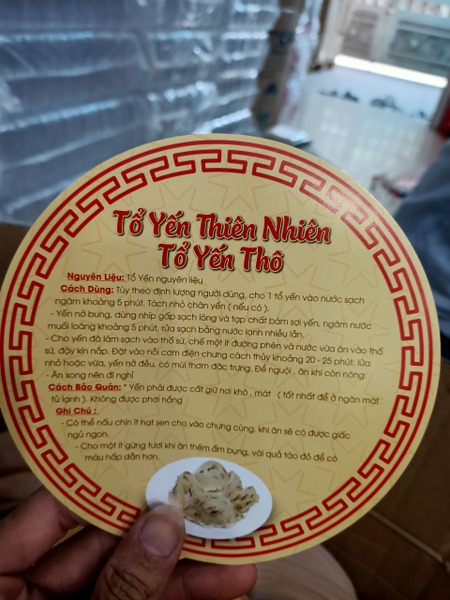 Tổ Yến Thiên Nhiên
Tổ Yến Thô
Nguyên Liệu: Tổ Yến nguyên liệu
Cách Dùng: Tùy theo định lượng người dùng, cho 1 tổ yến vào nước sạch
ngâm khoảng 5 phút. Tách nhỏ chân yến ( nếu có ).
- Yến nở bung, dùng nhíp gấp sạch lông và tạp chất bám sợi yến, ngâm nước
muối loãng khoảng 5 phút, rửa sạch bằng nước lạnh nhiều lần,
- Cho yến đã làm sạch vào thố sứ, chế một ít đường phèn và nước vừa ăn vào thố
sứ, đậy kín nắp. Đặt vào nồi cơm điện chưng cách thủy khoảng 20 - 25 phút, lửa
nhỏ hoặc vừa, yến nở đều, có mùi thơm đặc trưng. Để nguội , ăn khi còn nóng.
- Ăn xong nên đi nghỉ
Cách Bảo Quản: * Yến phải được cất giữ nơi khô , mát ( tốt nhất để ở ngăn mát
tủ lạnh ). Không được phơi nắng
Ghi Chú :
- Có thể nấu chín ít hạt sen cho vào chưng cùng, khi ăn sẽ có được giấc
ngủ ngon.
- Cho một ít gừng tươi khi ăn thêm ấm bụng, vài quả táo đỏ để có
màu hấp dẫn hơn.